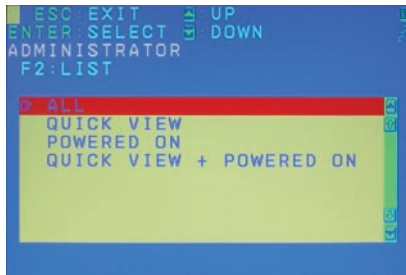 ESC:EXIT UP
ENTER:SELECT DOWN
ADMINISTRATOR
F2:LIST
ALL
QUICK VIEW
POWERED ON
QUICK VIEW + POWERED ON